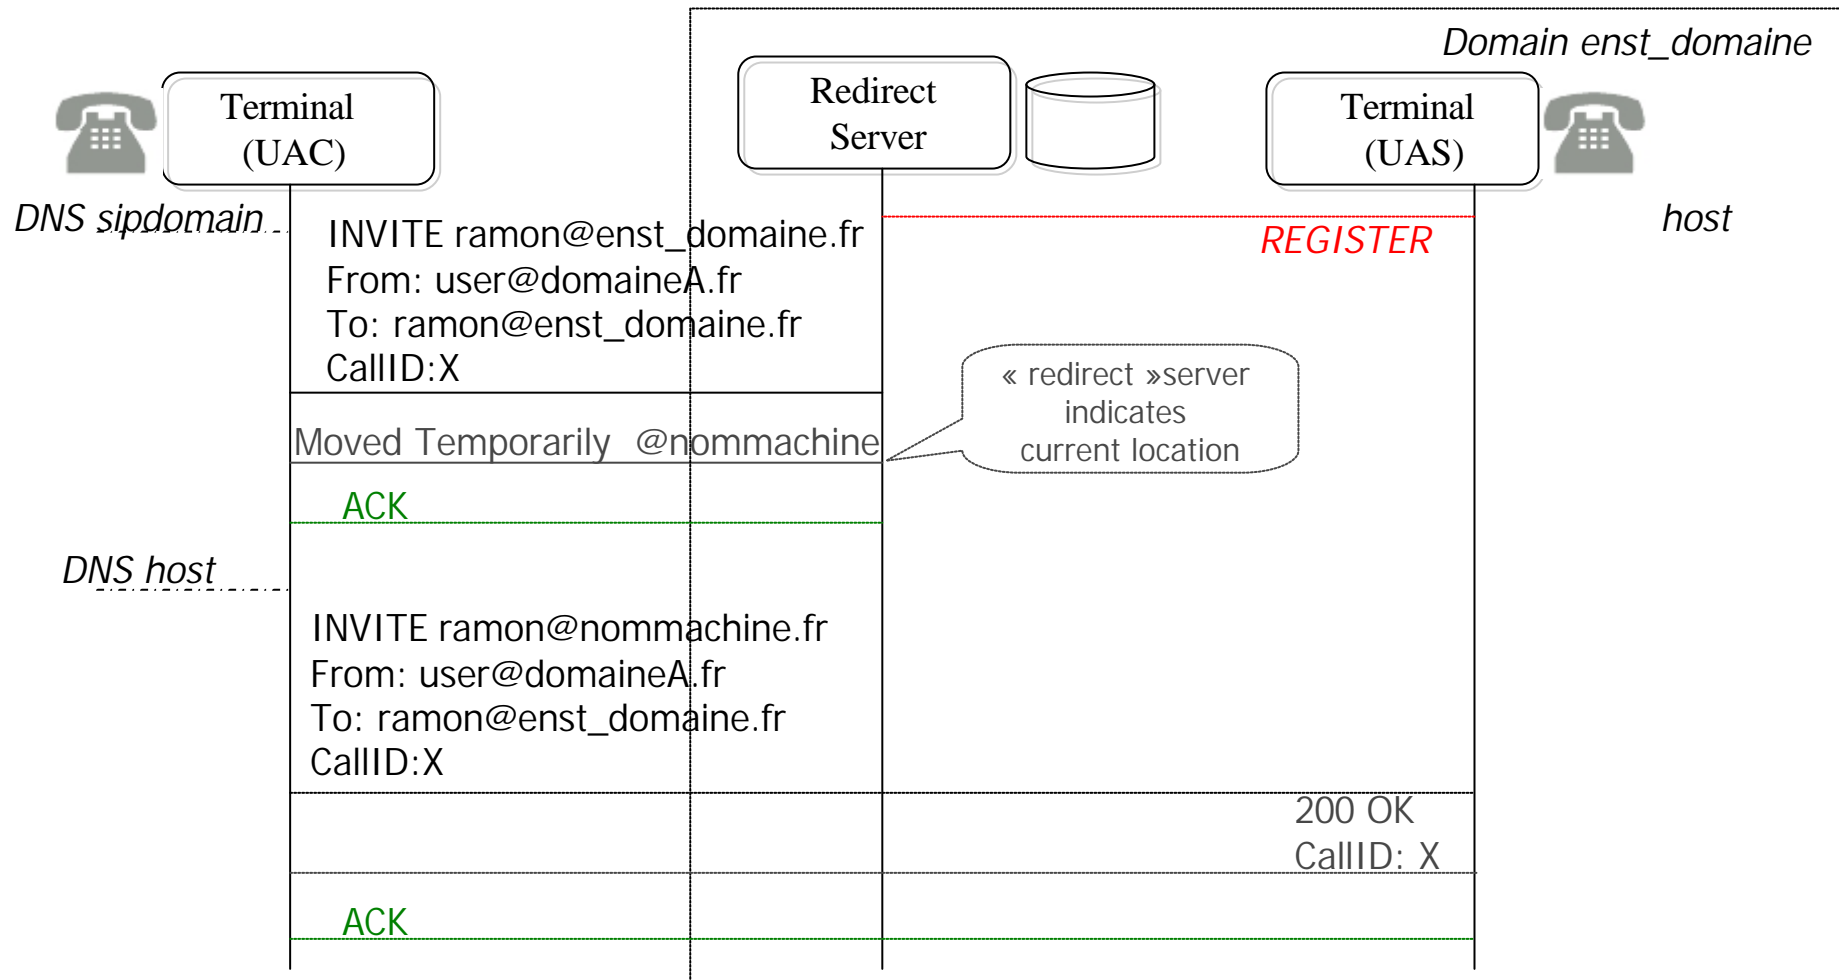 Domain enst_domaine
Terminal
(UAC)
Redirect
Server
Terminal
(UAS)
DNS sipdomain
host
INVITE ramon@enst_domaine.fr
From: user@domaineA.fr
To: ramon@enst_domaine.fr
CallID:X
REGISTER
« redirect »server
indicates
current location
Moved Temporarily @nommachine
ACK
DNS host
INVITE ramon@nommachine.fr
From: user@domaineA.fr
To: ramon@enst_domaine.fr
CallID:X
200 OK
CallID: X
ACK